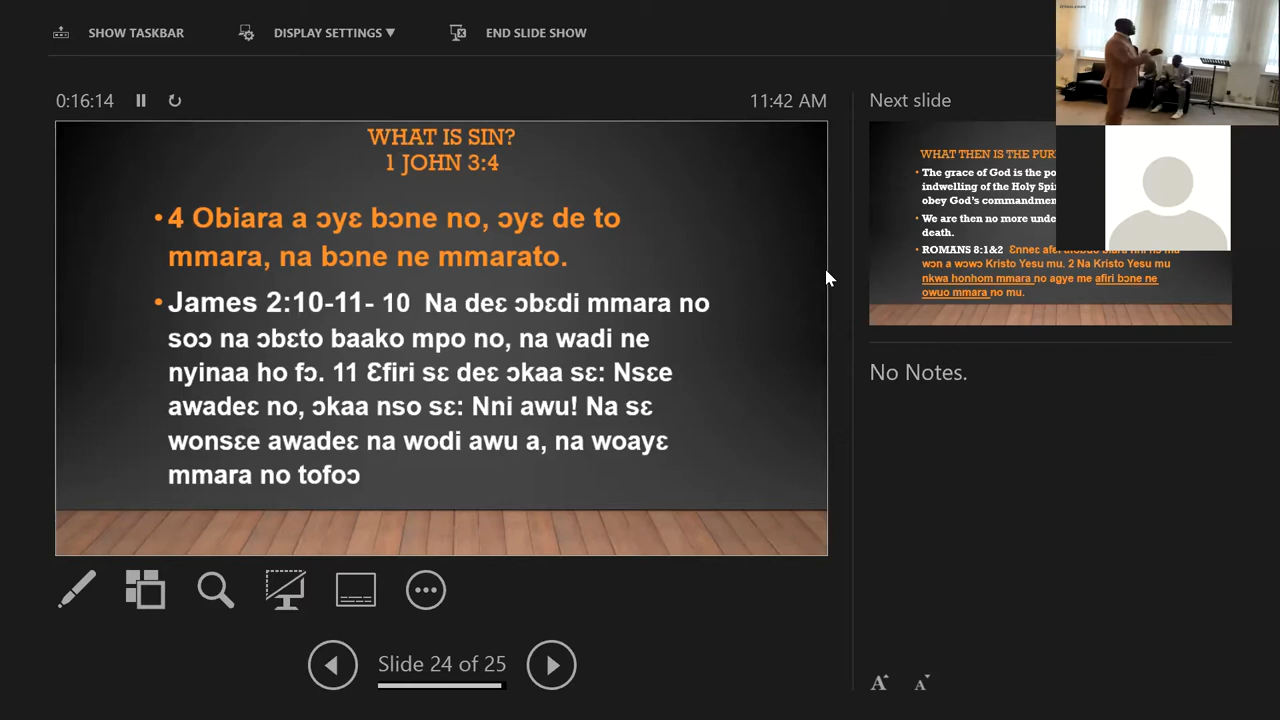 SHOW TASKBAR
DISPLAY SETTINGS ▼
END SLIDE SHOW
0:16:14
11:42 AM
WHAT IS SIN?
1 JOHN 3:4
• 4 Obiara a ɔyɛ bɔne no, ɔyɛ de to
mmara, na bɔne ne mmarato.
• James 2:10-11- 10 Na deɛ ɔbɛdi mmara no
soɔ na ɔbɛto baako mpo no, na wadi ne
nyinaa ho fɔ. 11 Ɛfiri sɛ deɛ ɔkaa sɛ: Nsɛe
awadeɛ no, ɔkaa nso sɛ: Nni awu! Na sɛ
wonsɛe awadeɛ na wodi awu a, na woayɛ
mmara no tofoɔ
Slide 24 of 25
Next slide
WHAT THEN IS THE
• The grace of God is the
indwelling of the Holy
obey God's
• We are then no more
death.
• ROMANS 8:1&2 Ɛnneɛ
wɔn a wɔwɔ Kristo Yesu mu. 2 Na Kristo Yesu mu
nkwa honhom mmara no agye me afiri bɔne ne
owuo mmara no mu.
No Notes.
A A